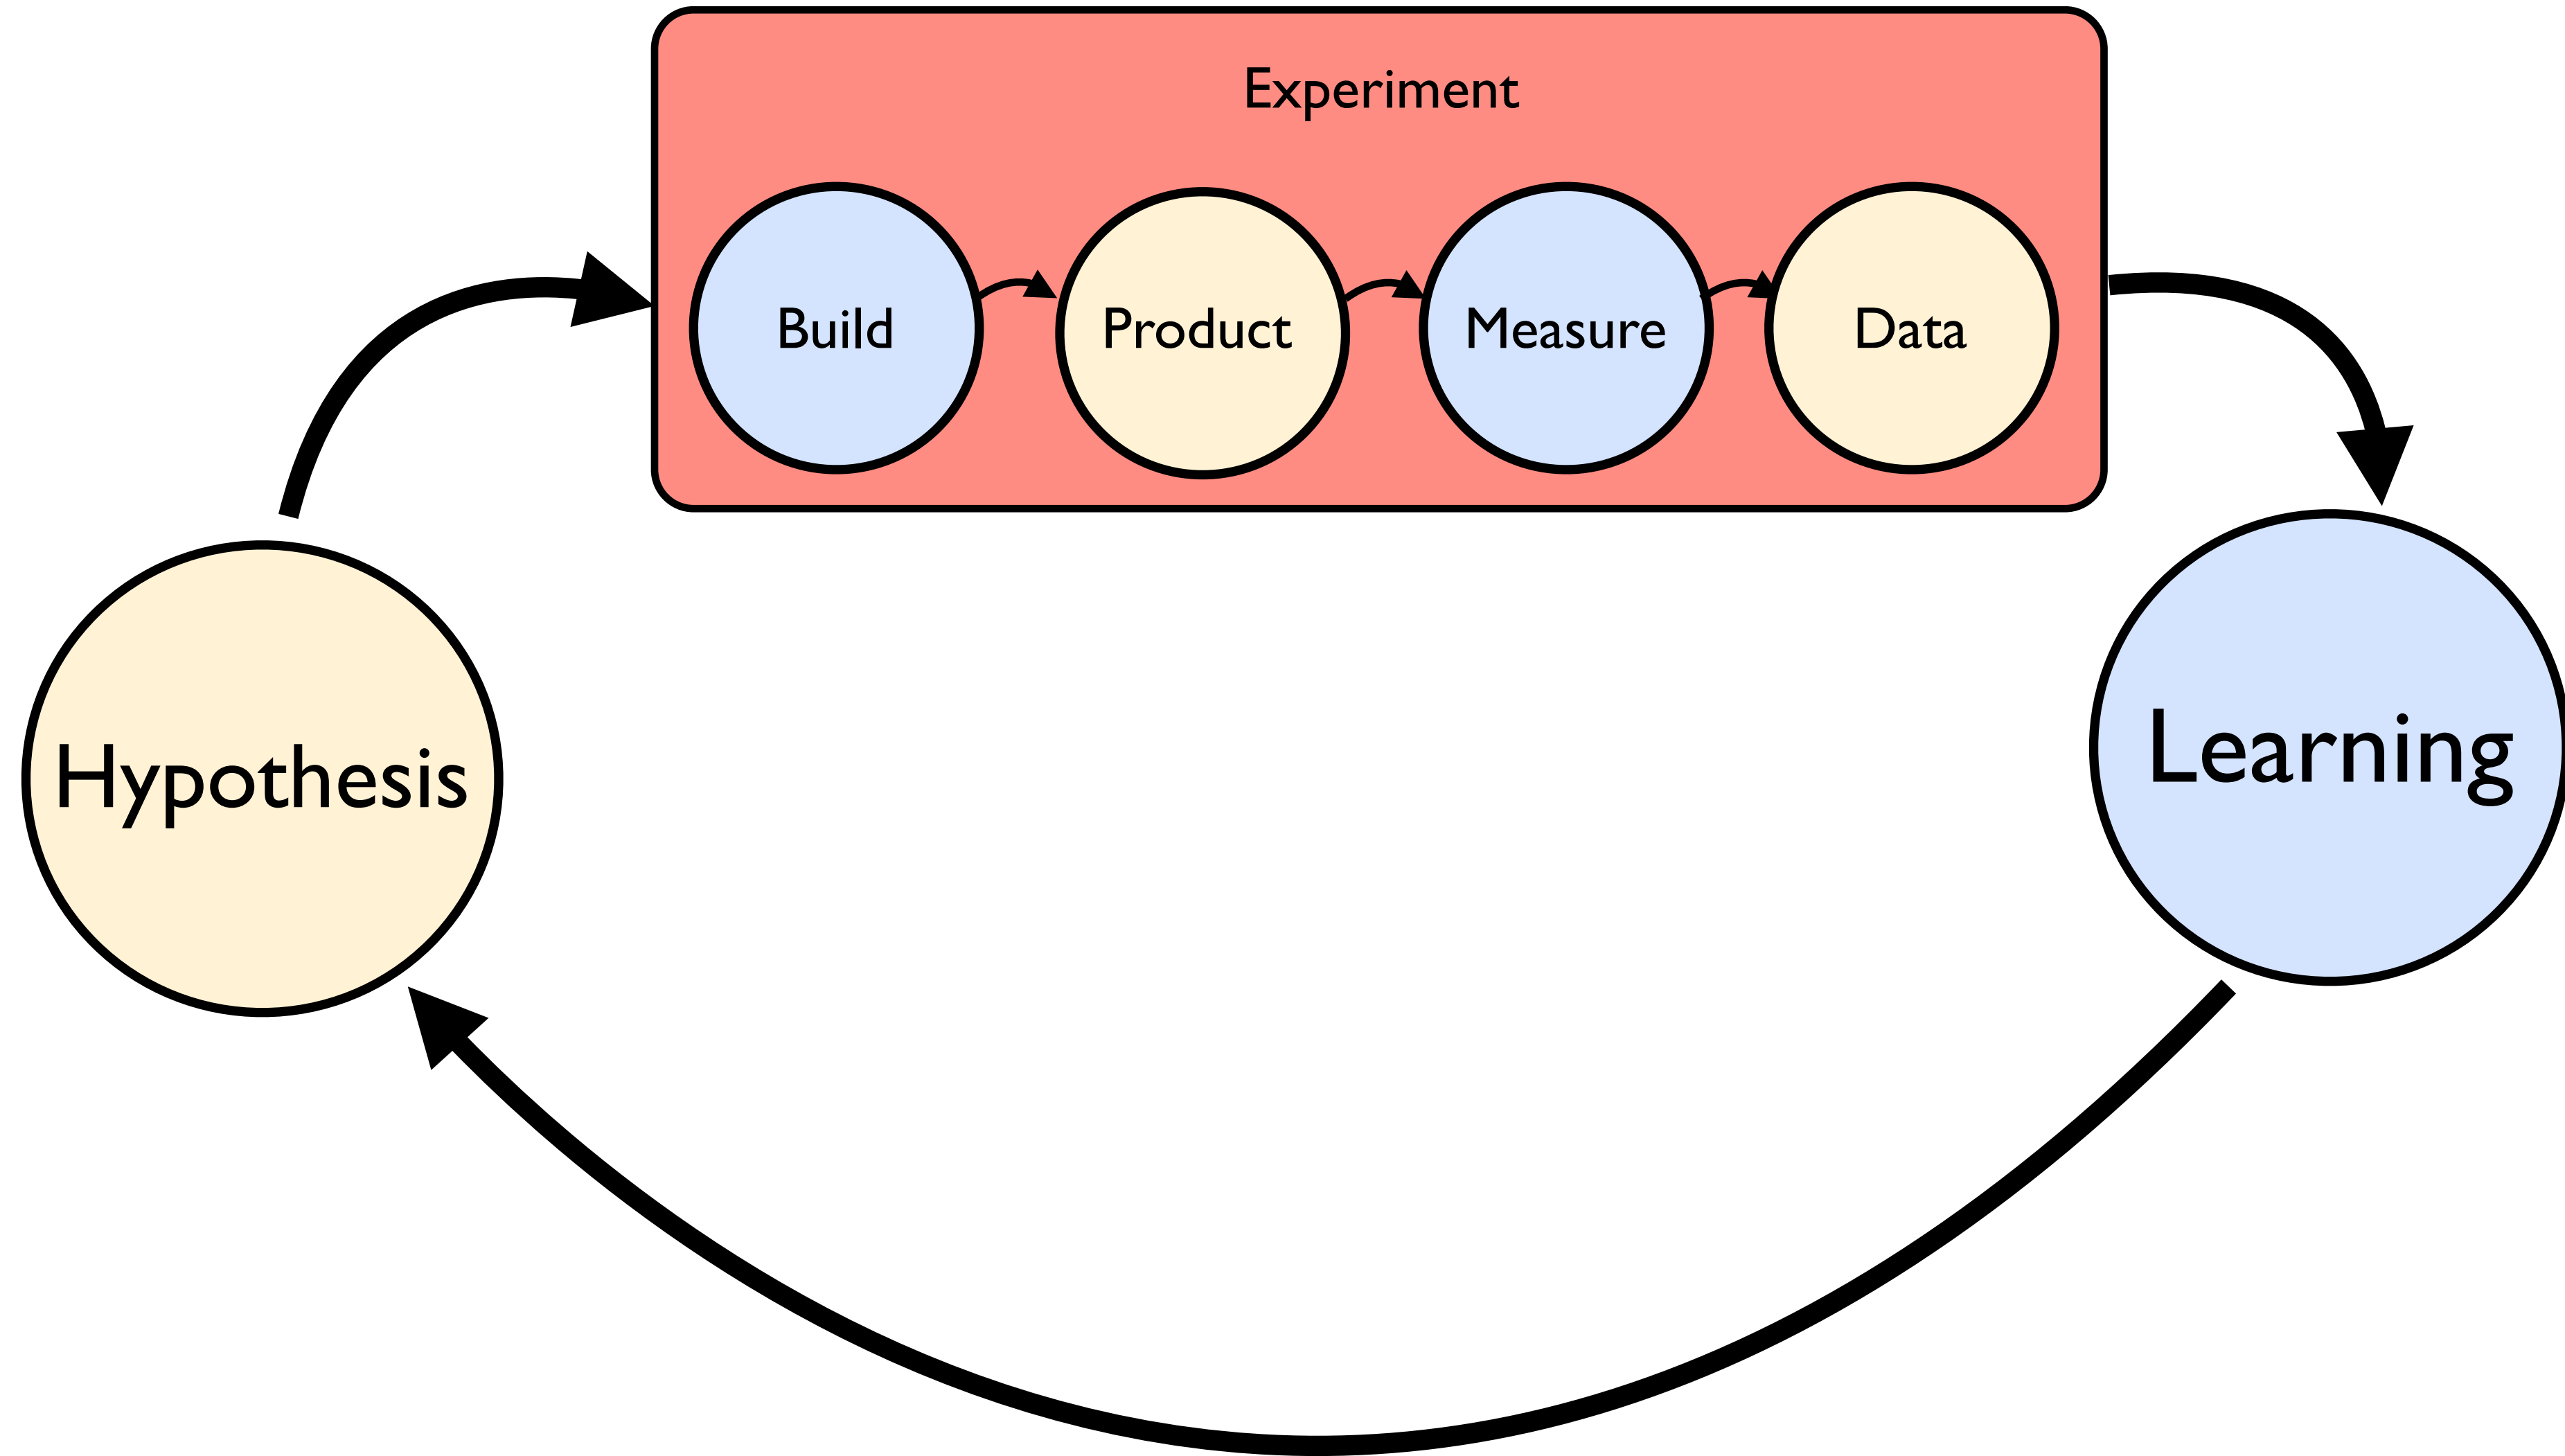 Experiment
Build
Product
Measure
Data
Hypothesis
Learning